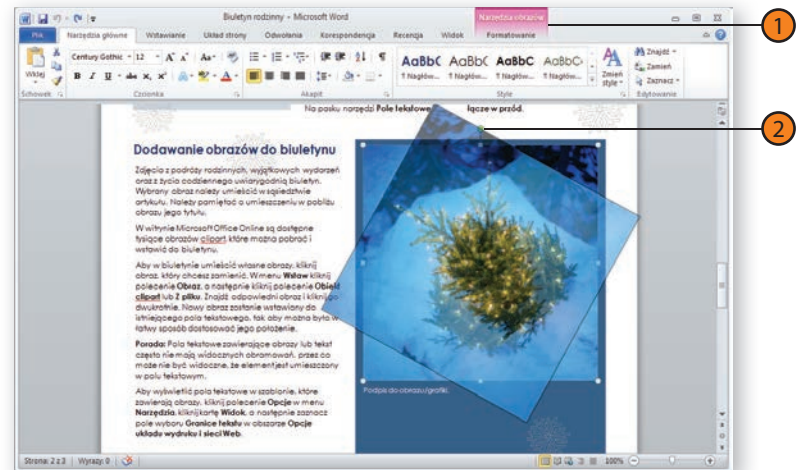 Biuletyn rodzinny - Microsoft Word
Narzędzia obrazów
1
Plik Narzędzia główne Wstawianie Układ strony Odwołania Korespondencja Recenzja Widok Formatowanie
Century Gothic 12 A A Aa
AaBbC AaBbC AaBbC AaBbC
Znajdź
Zamień
Zaznacz
Wklej
B I U abc x, x² A
¶ Nagłów... ¶ Nagłów... ¶ Nagłów... ¶ Nagłów...
Zmień style
Schowek Czcionka Akapit Style Edytowanie
Na pasku narzędzi Pole tekstowe łącze w przód.
2
Dodawanie obrazów do biuletynu
Zdjęcia z podróży rodzinnych, wyjątkowych wydarzeń
oraz z życia codziennego uwiarygodnią biuletyn.
Wybrany obraz należy umieścić w sąsiedztwie
artykułu. Należy pamiętać o umieszczeniu w pobliżu
obrazu jego tytułu.
W witrynie Microsoft Office Online są dostępne
tysiące obrazów clipart, które można pobrać i
wstawić do biuletynu.
Aby w biuletynie umieścić własne obrazy, kliknij
obraz, który chcesz zamienić. W menu Wstaw kliknij
polecenie Obraz, a następnie kliknij polecenie Obiekt
clipart lub Z pliku. Znajdź odpowiedni obraz i kliknij go
dwukrotnie. Nowy obraz zostanie wstawiony do
istniejącego pola tekstowego, tak aby można było w
łatwy sposób dostosować jego położenie.
Porada: Pola tekstowe zawierające obrazy lub tekst
często nie mają widocznych obramowań, przez co
może nie być widoczne, że element jest umieszczony
w polu tekstowym.
Aby wyświetlić pola tekstowe w szablonie, które
zawierają obrazy, kliknij polecenie Opcje w menu
Narzędzia, kliknij kartę Widok, a następnie zaznacz
pole wyboru Granice tekstu w obszarze Opcje
układu wydruku i sieci Web.
Podpis do obrazu/grafiki.
Strona: 2 z 3 Wyrazy: 0 100%